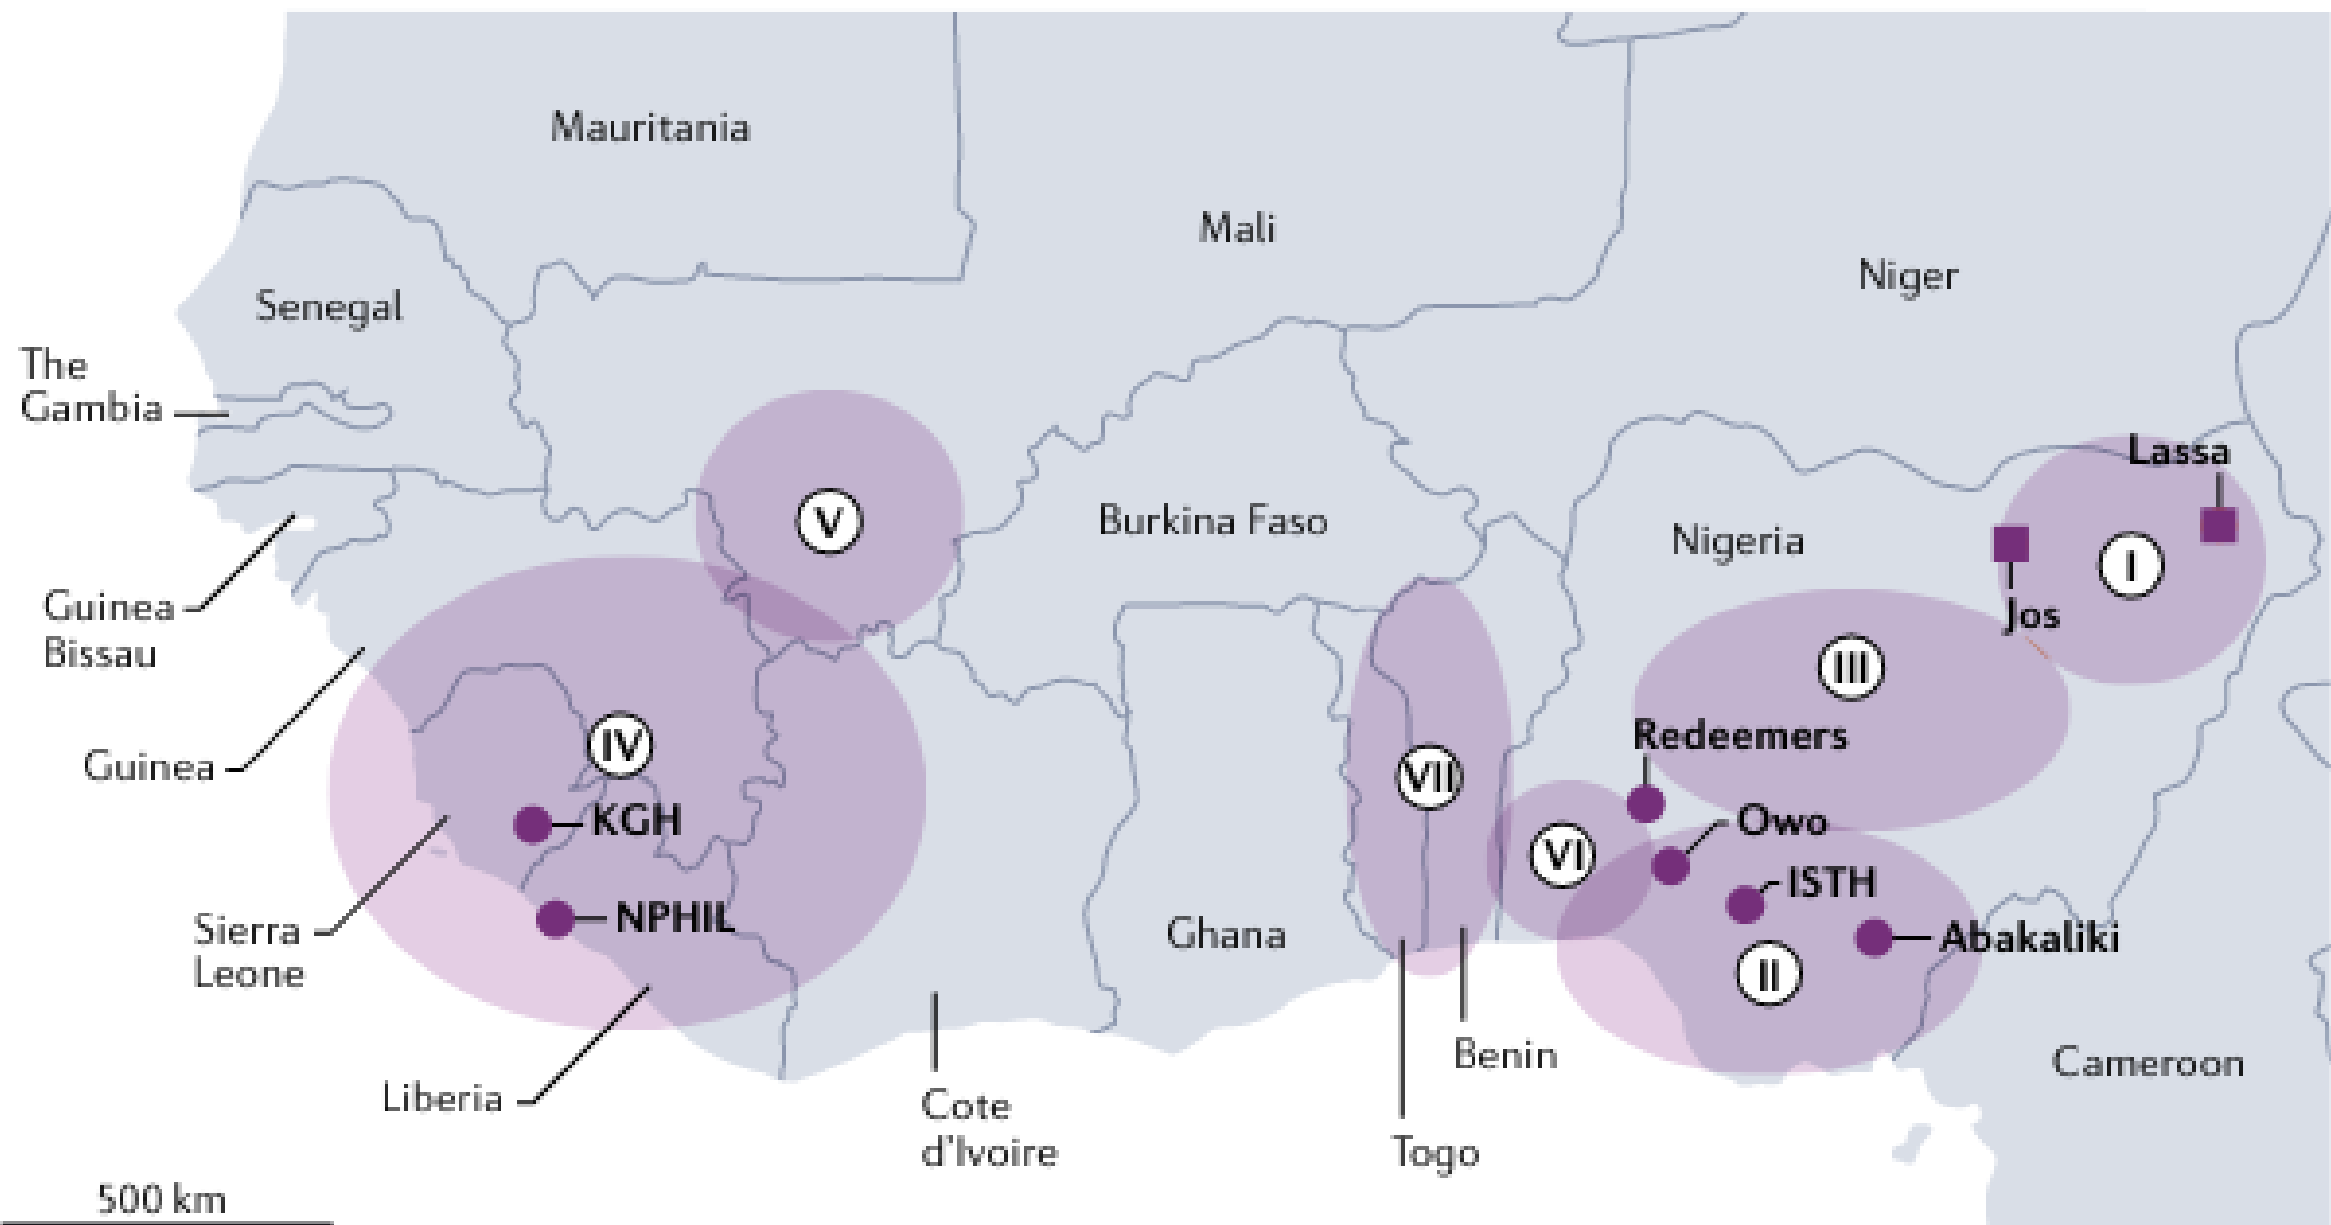 Mauritania
Mali
Niger
Senegal
The
Gambia
Lassa
V
Burkina Faso
Nigeria
I
Guinea
Bissau
Jos
III
Redeemers
IV
Guinea
VII
KGH
Owo
VI
ISTH
NPHIL
Sierra
Leone
Ghana
Abakaliki
II
Benin
Cameroon
Liberia
Cote
d'Ivoire
Togo
500 km